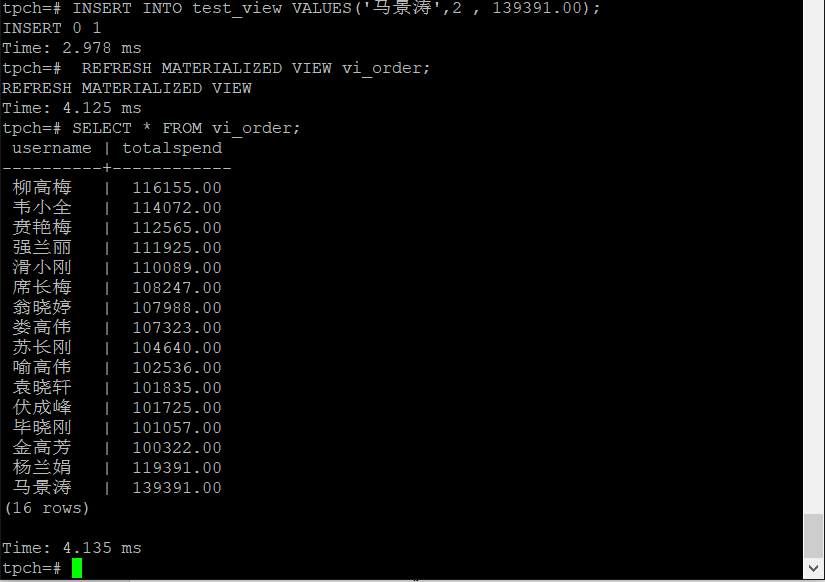 tpch=# INSERT INTO test_view VALUES('马景涛',2 , 139391.00);
INSERT 0 1
Time: 2.978 ms
tpch=#  REFRESH MATERIALIZED VIEW vi_order;
REFRESH MATERIALIZED VIEW
Time: 4.125 ms
tpch=# SELECT * FROM vi_order;
 username | totalspend
----------+------------
 柳高梅   |  116155.00
 韦小全   |  114072.00
 贲艳梅   |  112565.00
 强兰丽   |  111925.00
 滑小刚   |  110089.00
 席长梅   |  108247.00
 翁晓婷   |  107988.00
 娄高伟   |  107323.00
 苏长刚   |  104640.00
 喻高伟   |  102536.00
 袁晓轩   |  101835.00
 伏成峰   |  101725.00
 毕晓刚   |  101057.00
 金高芳   |  100322.00
 杨兰娟   |  119391.00
 马景涛   |  139391.00
(16 rows)
Time: 4.135 ms
tpch=#